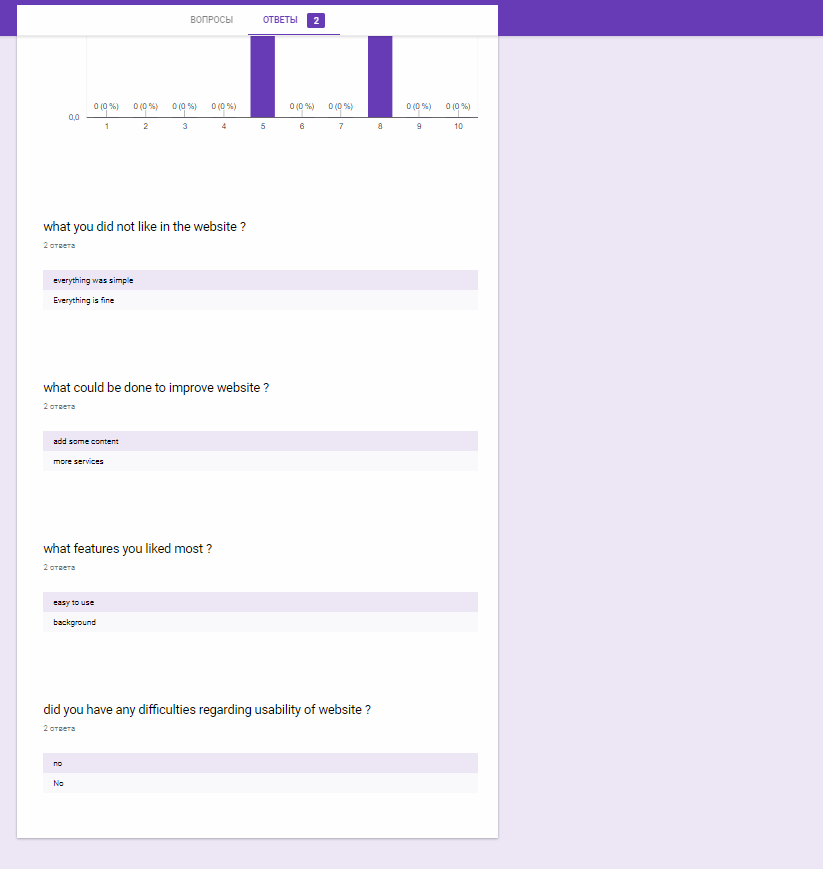 ВОПРОСЫ ОТВЕТЫ 2
0 (0 %) 0 (0 %) 0 (0 %) 0 (0 %) 0 (0 %) 0 (0 %) 0 (0 %) 0 (0 %)
0,0
1 2 3 4 5 6 7 8 9 10
what you did not like in the website ?
2 ответа
everything was simple
Everything is fine
what could be done to improve website ?
2 ответа
add some content
more services
what features you liked most ?
2 ответа
easy to use
background
did you have any difficulties regarding usability of website ?
2 ответа
no
No